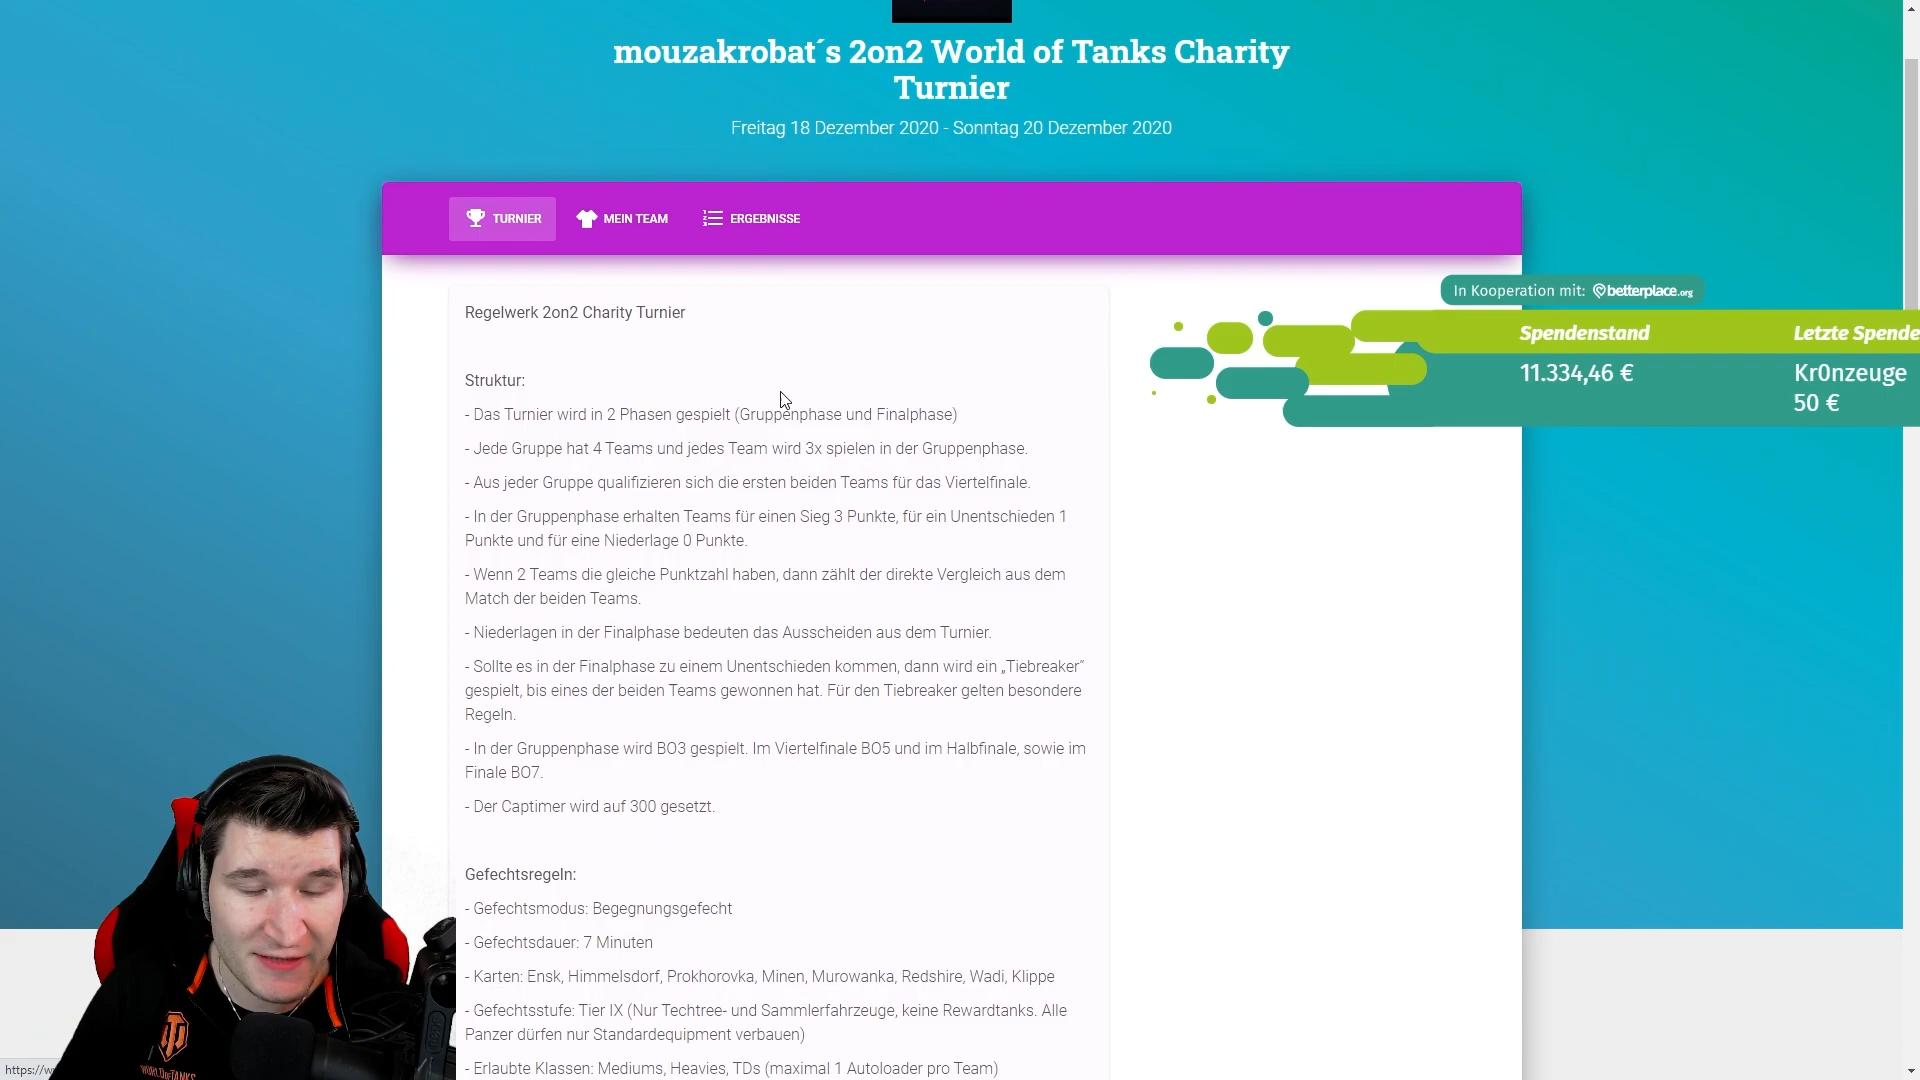 mouzakrobat´s 2on2 World of Tanks Charity
Turnier
Freitag 18 Dezember 2020 - Sonntag 20 Dezember 2020
TURNIER
MEIN TEAM
ERGEBNISSE
Regelwerk 2on2 Charity Turnier
Struktur:
- Das Turnier wird in 2 Phasen gespielt (Gruppenphase und Finalphase)
- Jede Gruppe hat 4 Teams und jedes Team wird 3x spielen in der Gruppenphase.
- Aus jeder Gruppe qualifizieren sich die ersten beiden Teams für das Viertelfinale.
- In der Gruppenphase erhalten Teams für einen Sieg 3 Punkte, für ein Unentschieden 1
Punkte und für eine Niederlage 0 Punkte.
- Wenn 2 Teams die gleiche Punktzahl haben, dann zählt der direkte Vergleich aus dem
Match der beiden Teams.
- Niederlagen in der Finalphase bedeuten das Ausscheiden aus dem Turnier.
- Sollte es in der Finalphase zu einem Unentschieden kommen, dann wird ein „Tiebreaker“
gespielt, bis eines der beiden Teams gewonnen hat. Für den Tiebreaker gelten besondere
Regeln.
- In der Gruppenphase wird BO3 gespielt. Im Viertelfinale BO5 und im Halbfinale, sowie im
Finale BO7.
- Der Captimer wird auf 300 gesetzt.
Gefechtsregeln:
- Gefechtsmodus: Begegnungsgefecht
- Gefechtsdauer: 7 Minuten
- Karten: Ensk, Himmelsdorf, Prokhorovka, Minen, Murowanka, Redshire, Wadi, Klippe
- Gefechtsstufe: Tier IX (Nur Techtree- und Sammlerfahrzeuge, keine Rewardtanks. Alle
Panzer dürfen nur Standardequipment verbauen)
- Erlaubte Klassen: Mediums, Heavies, TDs (maximal 1 Autoloader pro Team)
In Kooperation mit: betterplace.org
Spendenstand
Letzte Spende
11.334,46 €
Kr0nzeuge
50 €
WORLD OF TANKS
https://w